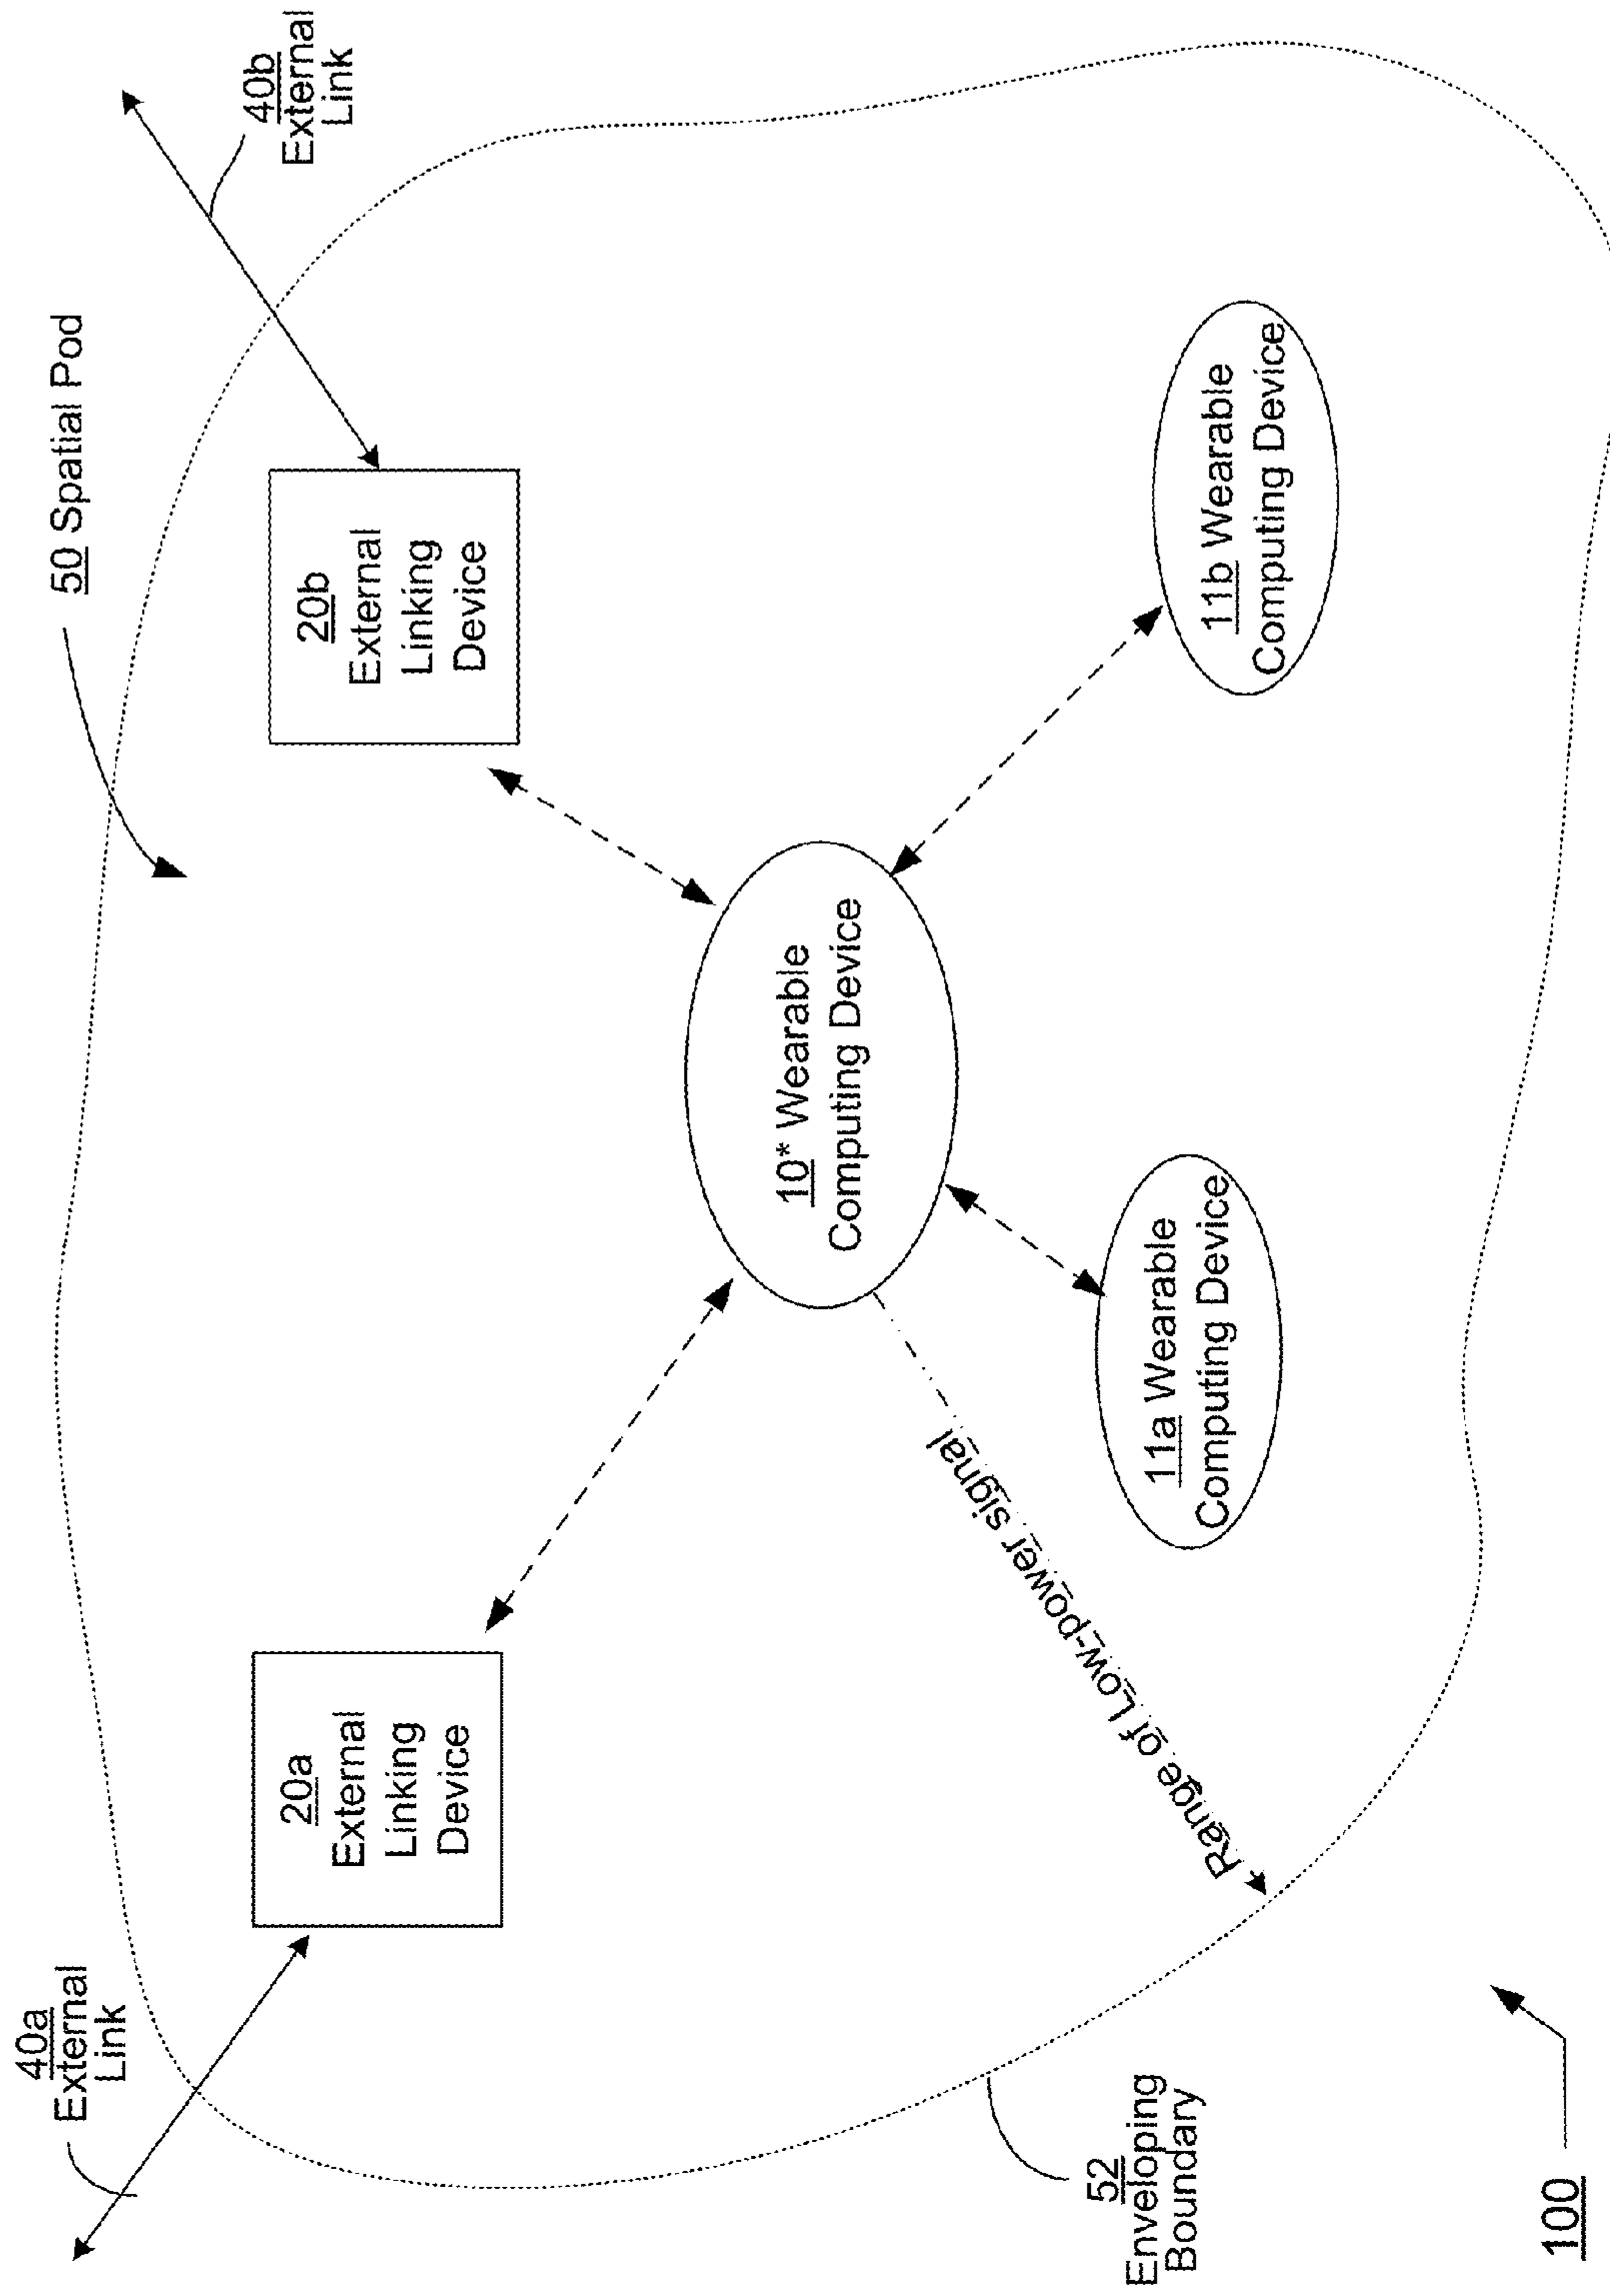 40a
External
Link
50 Spatial Pod
40b
External
Link
20a
External
Linking
Device
20b
External
Linking
Device
10* Wearable
Computing Device
Range of Low-power signal
11a Wearable
Computing Device
11b Wearable
Computing Device
52
Enveloping
Boundary
100